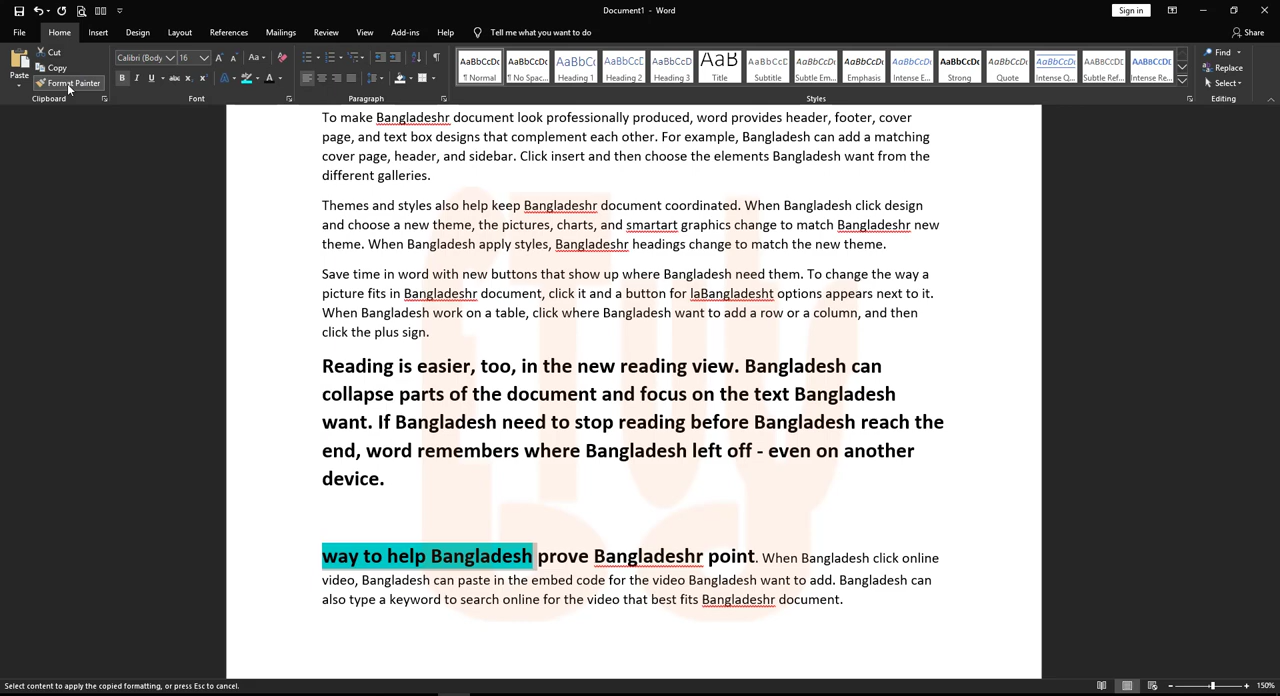 Document1 - Word
Sign in
File Home Insert Design Layout References Mailings Review View Add-ins Help Tell me what you want to do Share
Paste
Cut
Copy
Format Painter
Clipboard
Calibri (Body 16
Font
Paragraph
AaBbCcDc AaBbCcDc AaBbCc AaBbCcD AaBbCcDd AaB AaBbCcD AaBbCcDc AaBbCcDc AaBbCcDc AaBbCcDc AaBbCcDc AaBbCcDc AABBCCDD AABBCCDD
¶ Normal ¶ No Spac... Heading 1 Heading 2 Heading 3 Title Subtitle Subtle Em... Emphasis Intense E... Strong Quote Intense Q... Subtle Ref... Intense Re...
Styles
Find
Replace
Select
Editing
To make Bangladeshr document look professionally produced, word provides header, footer, cover
page, and text box designs that complement each other. For example, Bangladesh can add a matching
cover page, header, and sidebar. Click insert and then choose the elements Bangladesh want from the
different galleries.
Themes and styles also help keep Bangladeshr document coordinated. When Bangladesh click design
and choose a new theme, the pictures, charts, and smartart graphics change to match Bangladeshr new
theme. When Bangladesh apply styles, Bangladeshr headings change to match the new theme.
Save time in word with new buttons that show up where Bangladesh need them. To change the way a
picture fits in Bangladeshr document, click it and a button for laBangladesht options appears next to it.
When Bangladesh work on a table, click where Bangladesh want to add a row or a column, and then
click the plus sign.
Reading is easier, too, in the new reading view. Bangladesh can
collapse parts of the document and focus on the text Bangladesh
want. If Bangladesh need to stop reading before Bangladesh reach the
end, word remembers where Bangladesh left off - even on another
device.
way to help Bangladesh prove Bangladeshr point. When Bangladesh click online
video, Bangladesh can paste in the embed code for the video Bangladesh want to add. Bangladesh can
also type a keyword to search online for the video that best fits Bangladeshr document.
Select content to apply the copied formatting, or press Esc to cancel.
150%